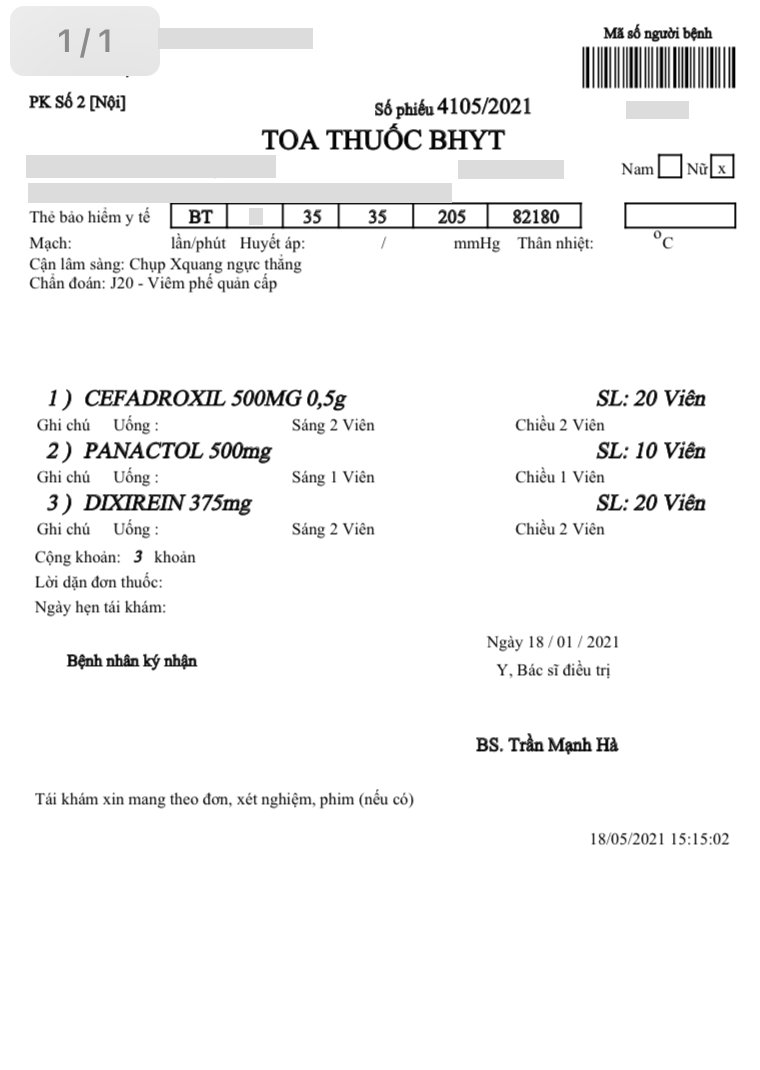 1/1
Mã số người bệnh
PK Số 2 [Nội]
Số phiếu 4105/2021
TOA THUỐC BHYT
Nam Nữ x
Thẻ bảo hiểm y tế BT 35 35 205 82180
Mạch: lần/phút Huyết áp: / mmHg Thân nhiệt: °C
Cận lâm sàng: Chụp Xquang ngực thẳng
Chẩn đoán: J20 - Viêm phế quản cấp
1 ) CEFADROXIL 500MG 0,5g SL: 20 Viên
Ghi chú Uống : Sáng 2 Viên Chiều 2 Viên
2 ) PANACTOL 500mg SL: 10 Viên
Ghi chú Uống : Sáng 1 Viên Chiều 1 Viên
3 ) DIXIREIN 375mg SL: 20 Viên
Ghi chú Uống : Sáng 2 Viên Chiều 2 Viên
Cộng khoản: 3 khoản
Lời dặn đơn thuốc:
Ngày hẹn tái khám:
Ngày 18 / 01 / 2021
Bệnh nhân ký nhận
Y, Bác sĩ điều trị
BS. Trần Mạnh Hà
Tái khám xin mang theo đơn, xét nghiệm, phim (nếu có)
18/05/2021 15:15:02